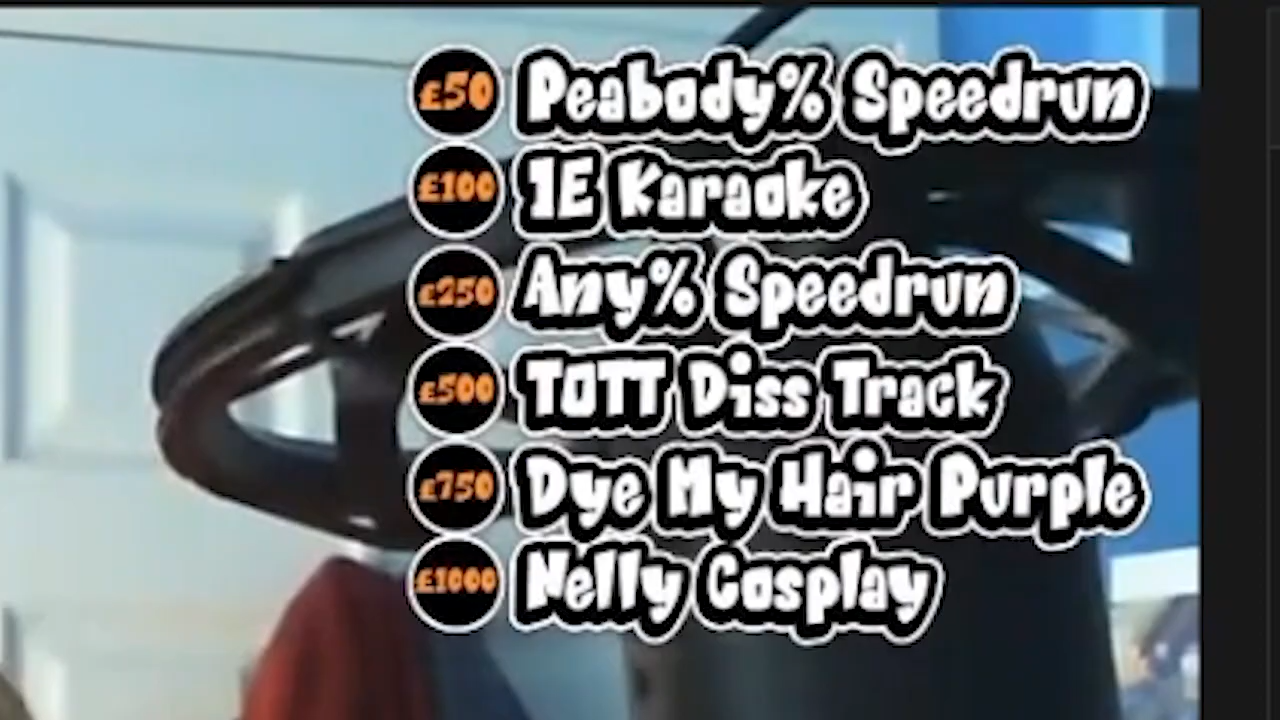 £50 Peabody% Speedrun
£100 1E Karaoke
£250 Any% Speedrun
£500 TOTT Diss Track
£750 Dye My Hair Purple
£1000 Nelly Cosplay